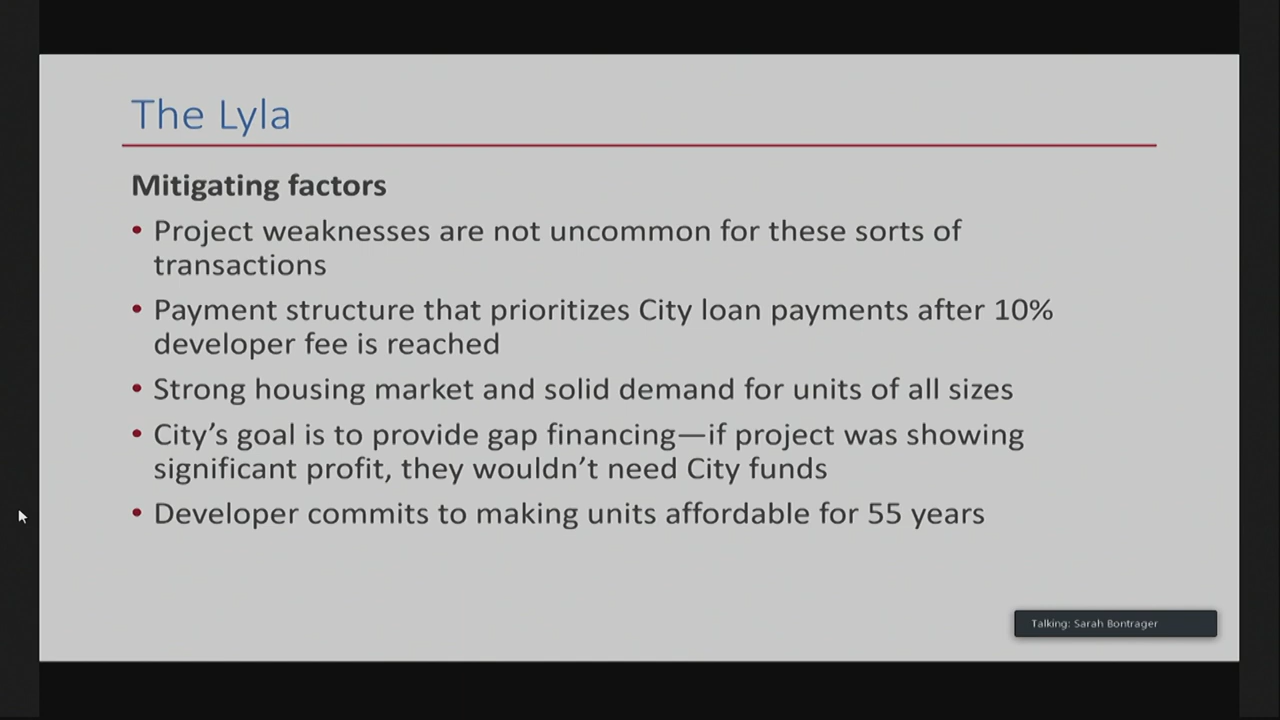 The Lyla
Mitigating factors
• Project weaknesses are not uncommon for these sorts of
transactions
• Payment structure that prioritizes City loan payments after 10%
developer fee is reached
• Strong housing market and solid demand for units of all sizes
• City’s goal is to provide gap financing—if project was showing
significant profit, they wouldn’t need City funds
• Developer commits to making units affordable for 55 years
Talking: Sarah Bontrager